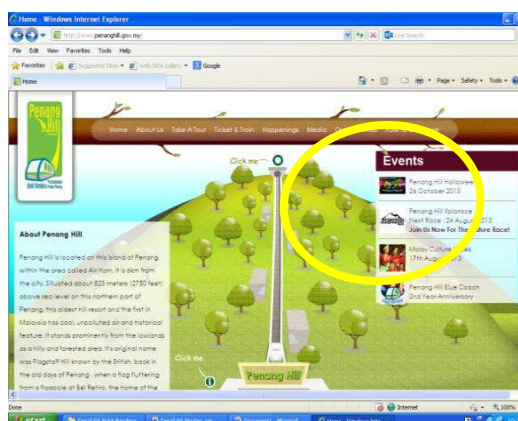 Home - Windows Internet Explorer
http://www.penanghill.gov.my/
Live Search
File Edit View Favorites Tools Help
Favorites Suggested Sites Web Slice Gallery Google
Home
Page Safety Tools
Penang Hill
Home About Us Take A Tour Ticket & Train Happenings Media
Click me
Events
Penang Hill Halloween
26 October 2013
Penang Hill Xplorace
Next Race : 24 August 2013
Join Us Now For The Nature Race!
Malay Culture
17th August 2013
Penang Hill Blue Coach
2nd Year Anniversary
About Penang Hill
Penang Hill is located on this island of Penang,
within the area called Air Itam. It is 6km from
the city. Situated about 823 meters (2750 feet)
above sea level on this northern part of
Penang, this oldest hill resort and the first in
Malaysia has cool, unpolluted air and historical
feature. It stands prominently from the lowlands
as a hilly and forested area. It's original name
was Flagstaff Hill known by the British, back in
the old days of Penang, when a flag fluttering
from a flagpole at Bel Retiro, the home of the
Click me
Penang Hill
Done
Internet
100%
start